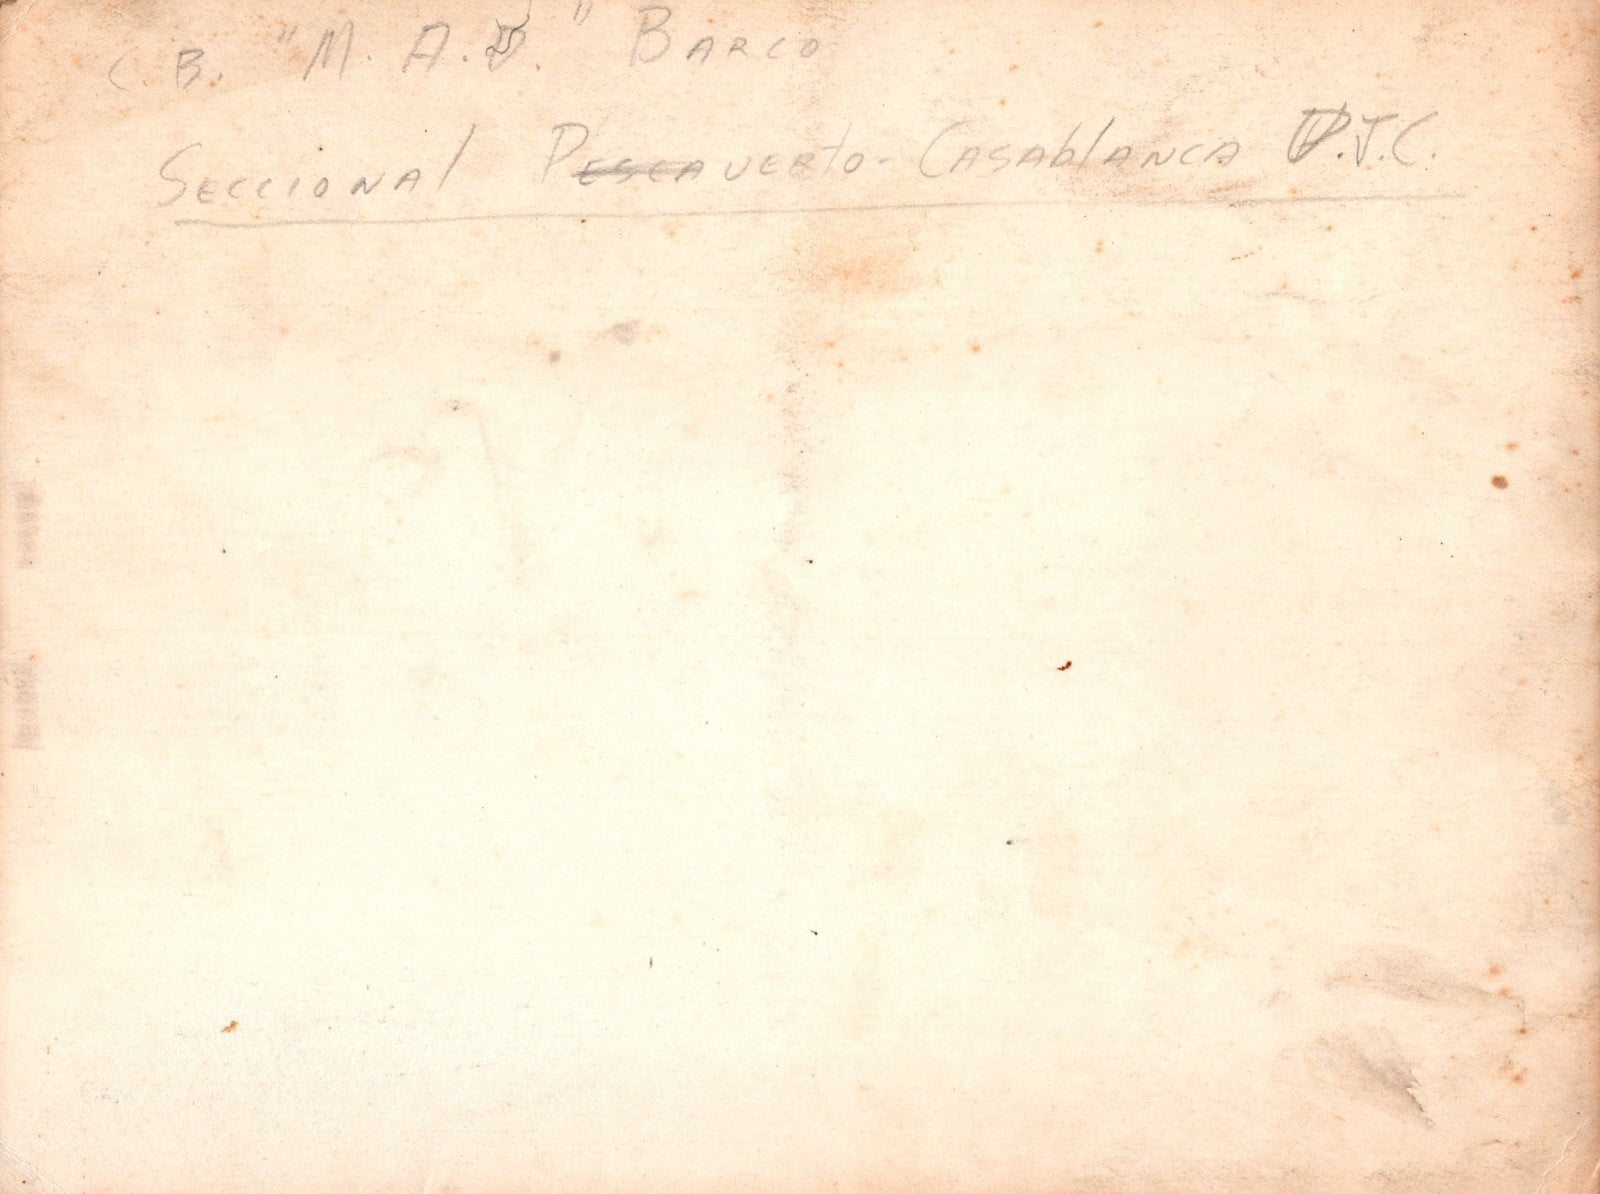 C.B. "M.A.D." BARCO
SECCIONAL PUERTO-CASABLANCA U.J.C.